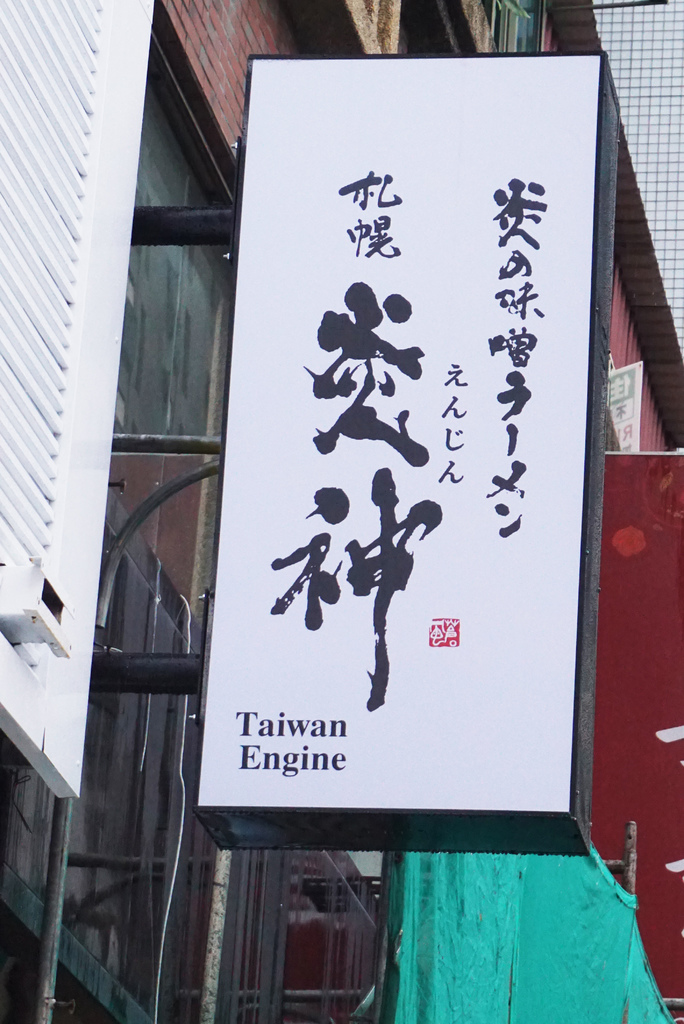 炎の味噌ラーメン
札幌
炎神
えんじん
Taiwan
Engine